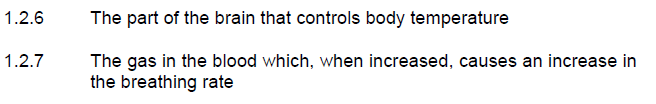 1.2.6 The part of the brain that controls body temperature
1.2.7 The gas in the blood which, when increased, causes an increase in
the breathing rate